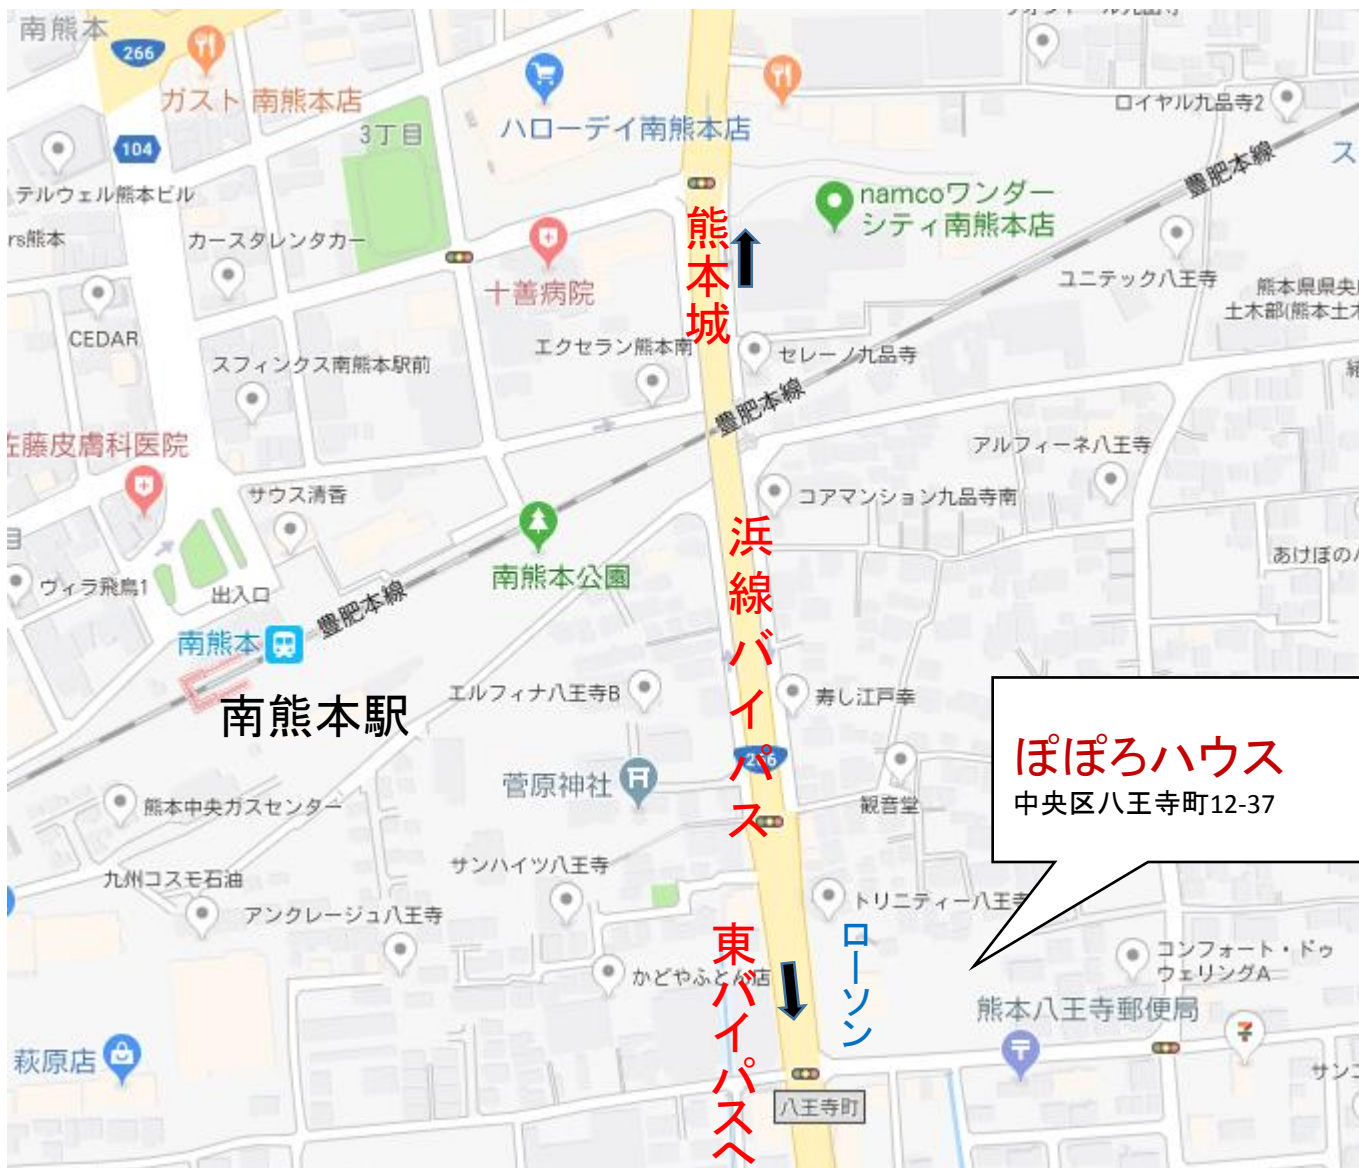 南熊本
266
ガスト 南熊本店
3丁目
ハローデイ南熊本店
ロイヤル九品寺2
104
テルウェル熊本ビル
豊肥本線
ス
namcoワンダー
シティ南熊本店
rs熊本
カースタレンタカー
熊本城
十善病院
ユニテック八王寺
熊本県県央
土木部(熊本土木
CEDAR
エクセラン熊本南
セレーノ九品寺
スフィンクス南熊本駅前
豊肥本線
佐藤皮膚科医院
アルフィーネ八王寺
サウス清香
コアマンション九品寺南
浜線バイパス
あけぼの
ヴィラ飛鳥1
出入口
南熊本公園
豊肥本線
南熊本
南熊本駅
エルフィナ八王寺B
寿し江戸幸
ぽぽろハウス
中央区八王寺町12-37
菅原神社
観音堂
熊本中央ガスセンター
サンハイツ八王寺
九州コスモ石油
アンクレージュ八王寺
トリニティー八王寺
東バイパスへ
ローソン
かどやふとん店
コンフォート・ドゥ
ウェリングA
熊本八王寺郵便局
萩原店
サンコ
八王寺町